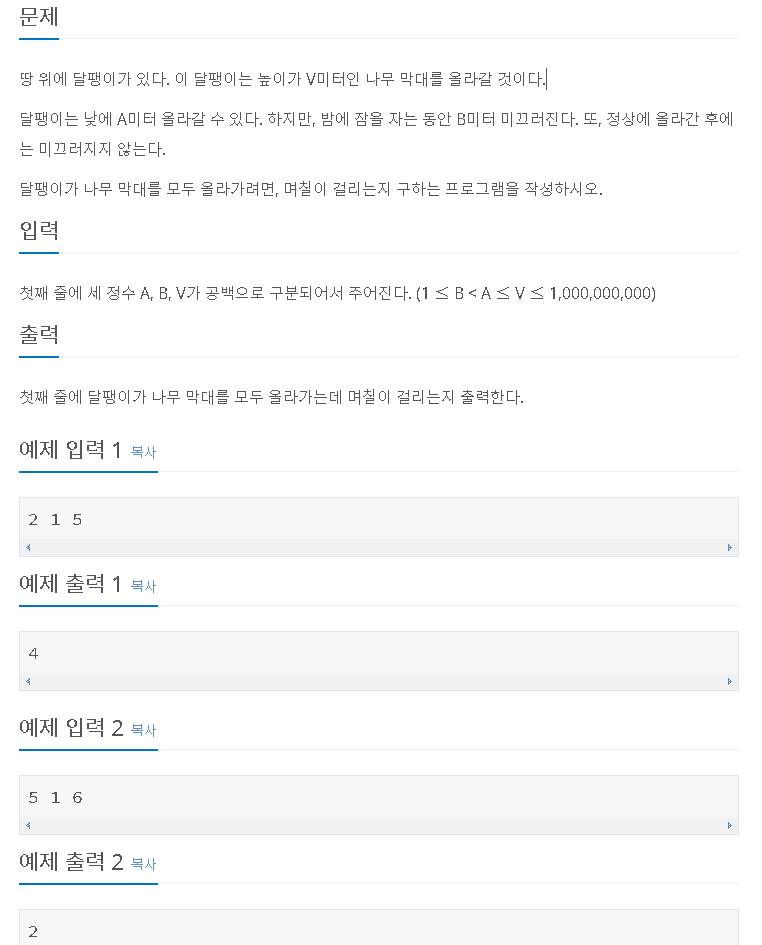 문제
땅 위에 달팽이가 있다. 이 달팽이는 높이가 V미터인 나무 막대를 올라갈 것이다.
달팽이는 낮에 A미터 올라갈 수 있다. 하지만, 밤에 잠을 자는 동안 B미터 미끄러진다. 또, 정상에 올라간 후에
는 미끄러지지 않는다.
달팽이가 나무 막대를 모두 올라가려면, 며칠이 걸리는지 구하는 프로그램을 작성하시오.
입력
첫째 줄에 세 정수 A, B, V가 공백으로 구분되어서 주어진다. (1 ≤ B < A ≤ V ≤ 1,000,000,000)
출력
첫째 줄에 달팽이가 나무 막대를 모두 올라가는데 며칠이 걸리는지 출력한다.
예제 입력 1 복사
2 1 5
예제 출력 1 복사
4
예제 입력 2 복사
5 1 6
예제 출력 2 복사
2